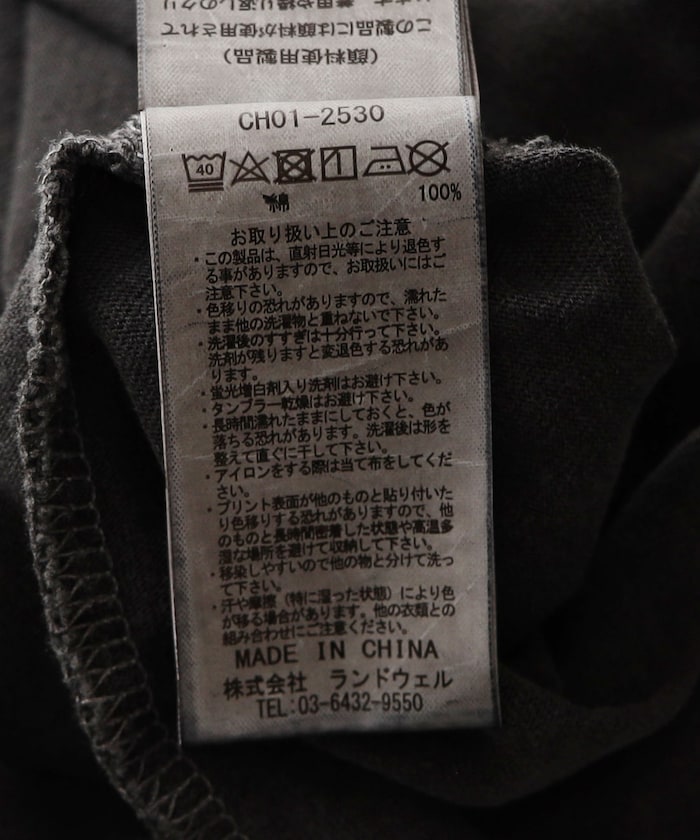 (顔料使用製品)
この製品には顔料が使用されて
CH01-2530
40
綿 100%
お取り扱い上のご注意
・この製品は、直射日光等により退色す
る事がありますので、お取扱いにはご
注意下さい。
・色移りの恐れがありますので、濡れた
まま他の洗濯物と重ねないで下さい。
・洗濯後のすすぎは十分行って下さい。
洗剤が残りますと変退色する恐れがあ
ります。
・蛍光増白剤入り洗剤はお避け下さい。
・タンブラー乾燥はお避け下さい。
・長時間濡れたままにしておくと、色が
落ちる恐れがあります。洗濯後は形を
整えて直ぐに干して下さい。
・アイロンをする際は当て布をしてくだ
さい。
・プリント表面が他のものと貼り付いた
り色移りする恐れがありますので、他
のものと長時間密着した状態や高温多
湿な場所を避けて収納して下さい。
・移染しやすいので他の物と分けて洗っ
て下さい。
・汗や摩擦（特に湿った状態）により色
が移る場合があります。他の衣類との
組み合わせにご注意ください。
MADE IN CHINA
株式会社 ランドウェル
TEL:03-6432-9550